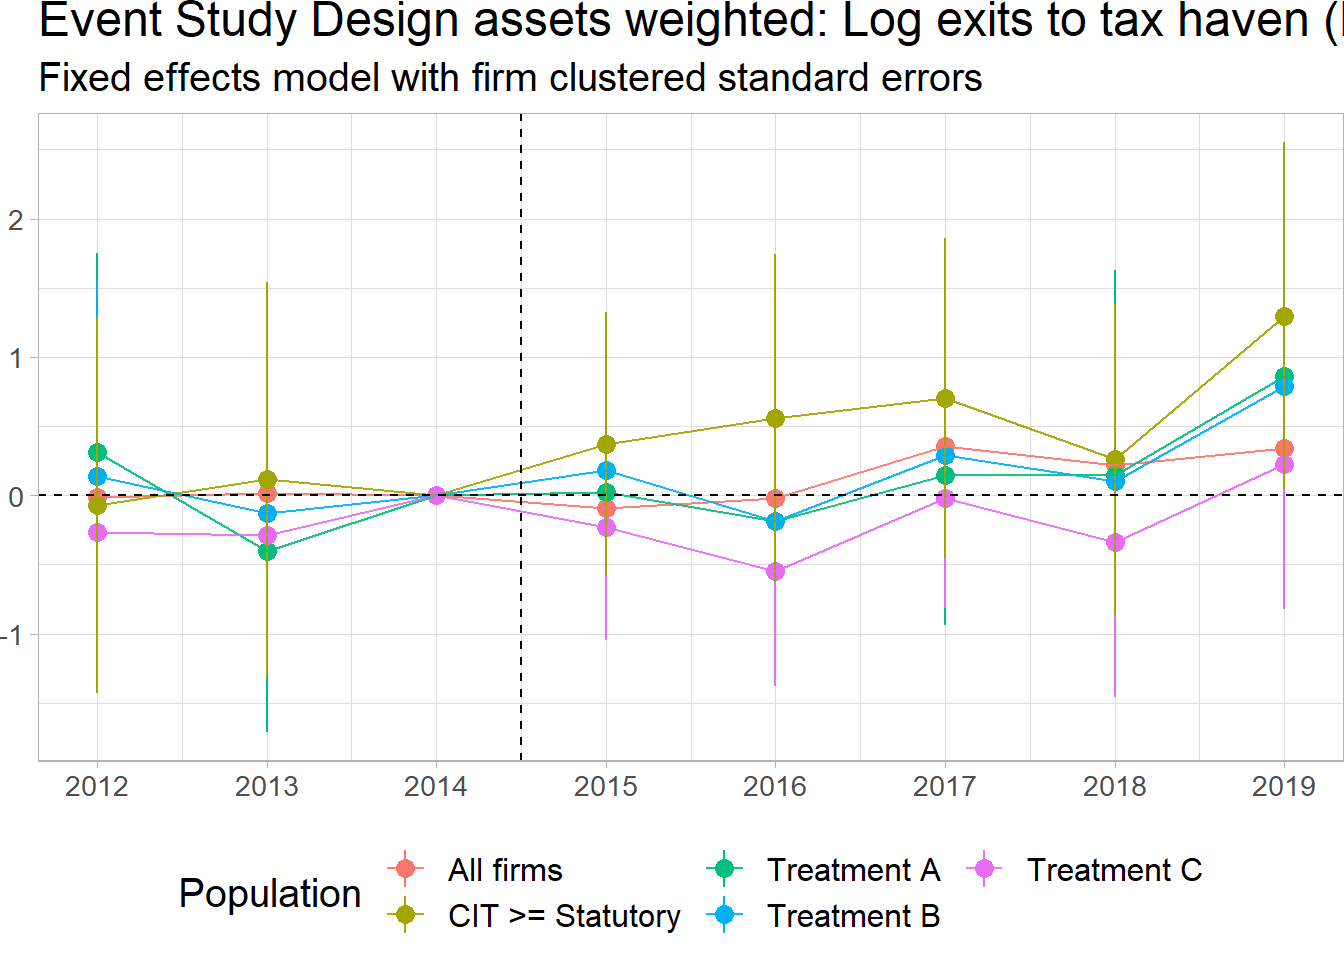 Event Study Design assets weighted: Log exits to tax haven (
Fixed effects model with firm clustered standard errors
2
1
0
-1
2012 2013 2014 2015 2016 2017 2018 2019
Population
All firms Treatment A Treatment C
CIT >= Statutory Treatment B